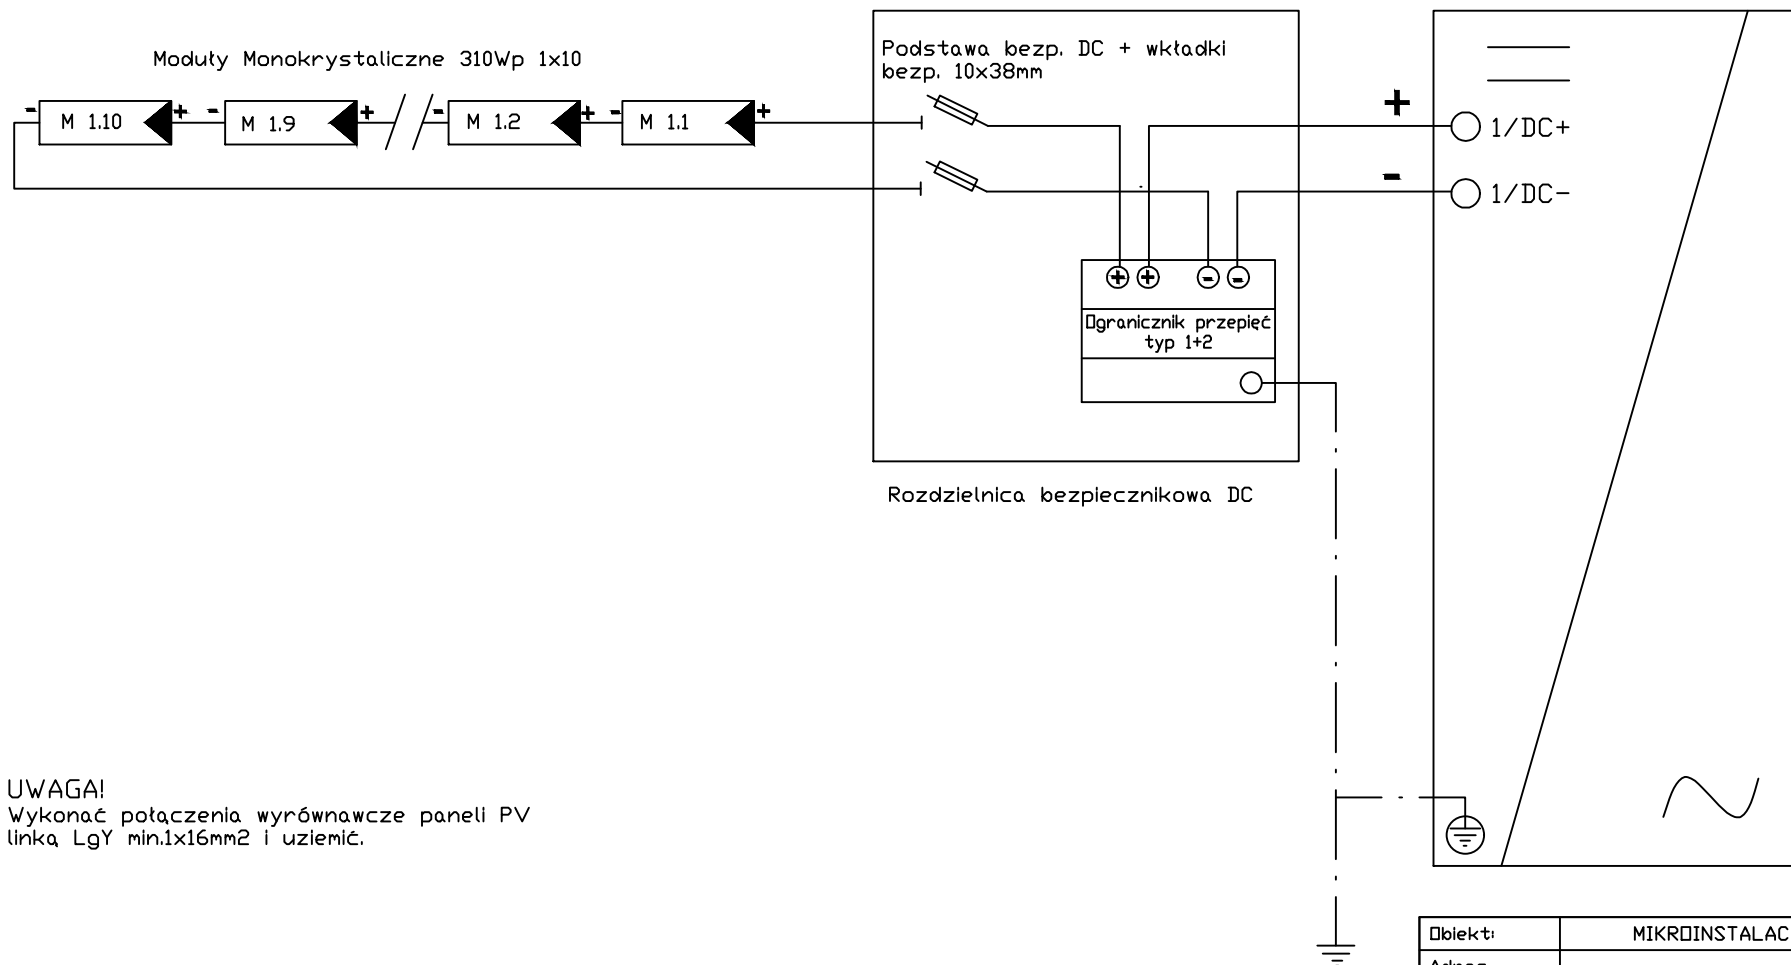 Moduły Monokrystaliczne 310Wp 1x10
- M 1.10 + - M 1.9 + - M 1.2 + - M 1.1 +
Podstawa bezp. DC + wkładki
bezp. 10x38mm
+ 1/DC+
- 1/DC-
+ + - -
Ogranicznik przepięć
typ 1+2
Rozdzielnica bezpiecznikowa DC
UWAGA!
Wykonać połączenia wyrównawcze paneli PV
linką LgY min.1x16mm2 i uziemić.
Obiekt: MIKROINSTALAC